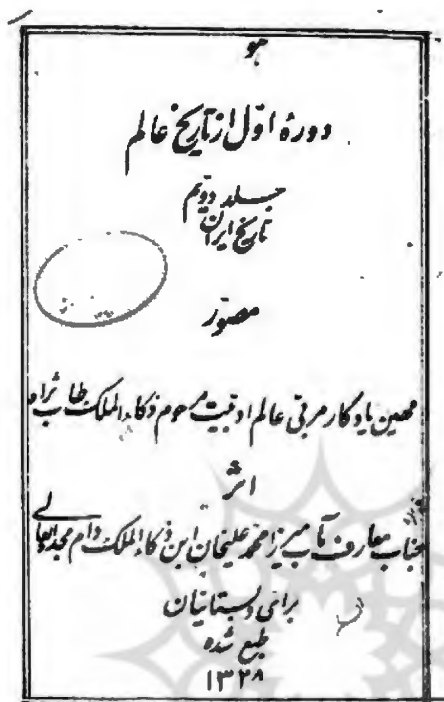 هو
دورهٔ اول از تاریخ عالم
جلد دویم
تاریخ ایران
مصور
مهین یادگار مربی عالم ادبیت مرحوم ذکاءالملک طاب ثراه
اثر
جناب معارف مآب میرزا محمد علیخان ابن ذکاءالملک دام مجده العالی
برای دبستانیان
طبع شده
۱۳۲۸